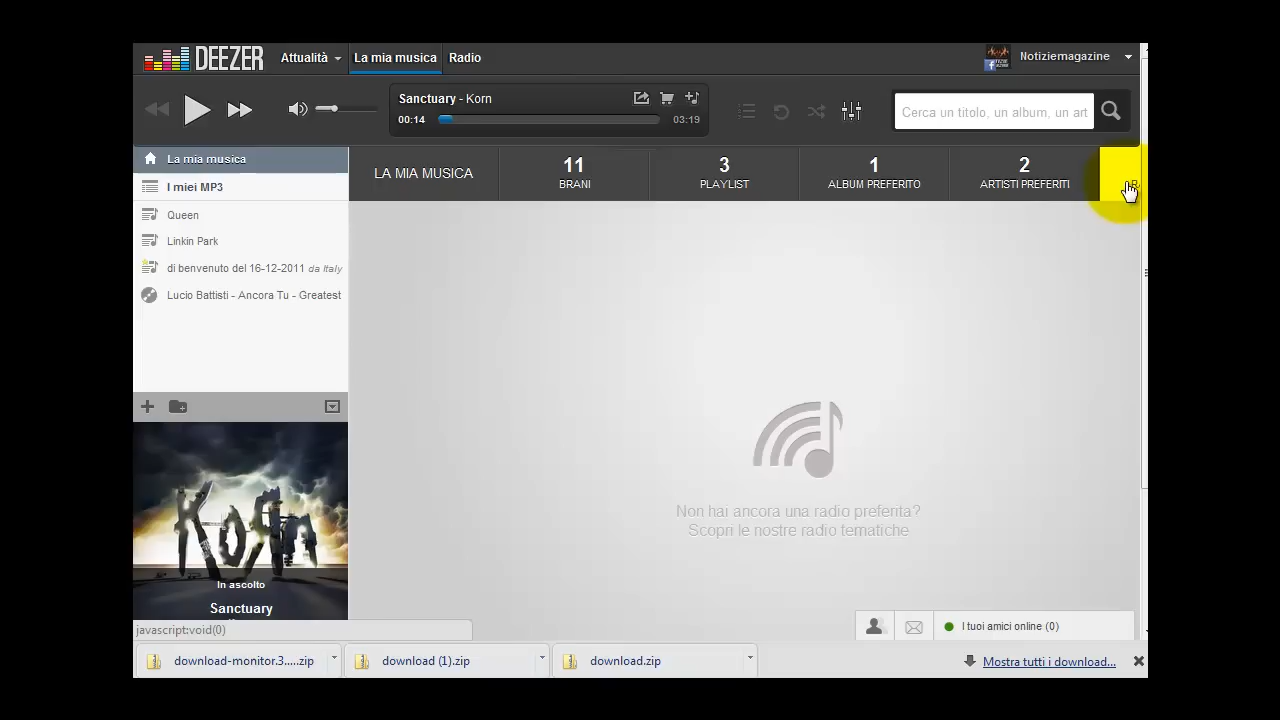 DEEZER
Attualità
La mia musica
Radio
Notiziemagazine
Sanctuary - Korn
00:14
03:19
Cerca un titolo, un album, un art
La mia musica
I miei MP3
Queen
Linkin Park
di benvenuto del 16-12-2011 da Italy
Lucio Battisti - Ancora Tu - Greatest
LA MIA MUSICA
11
BRANI
3
PLAYLIST
1
ALBUM PREFERITO
2
ARTISTI PREFERITI
Non hai ancora una radio preferita?
Scopri le nostre radio tematiche
KoRn
In ascolto
Sanctuary
javascript:void(0)
I tuoi amici online (0)
download-monitor.3.....zip
download (1).zip
download.zip
Mostra tutti i download...